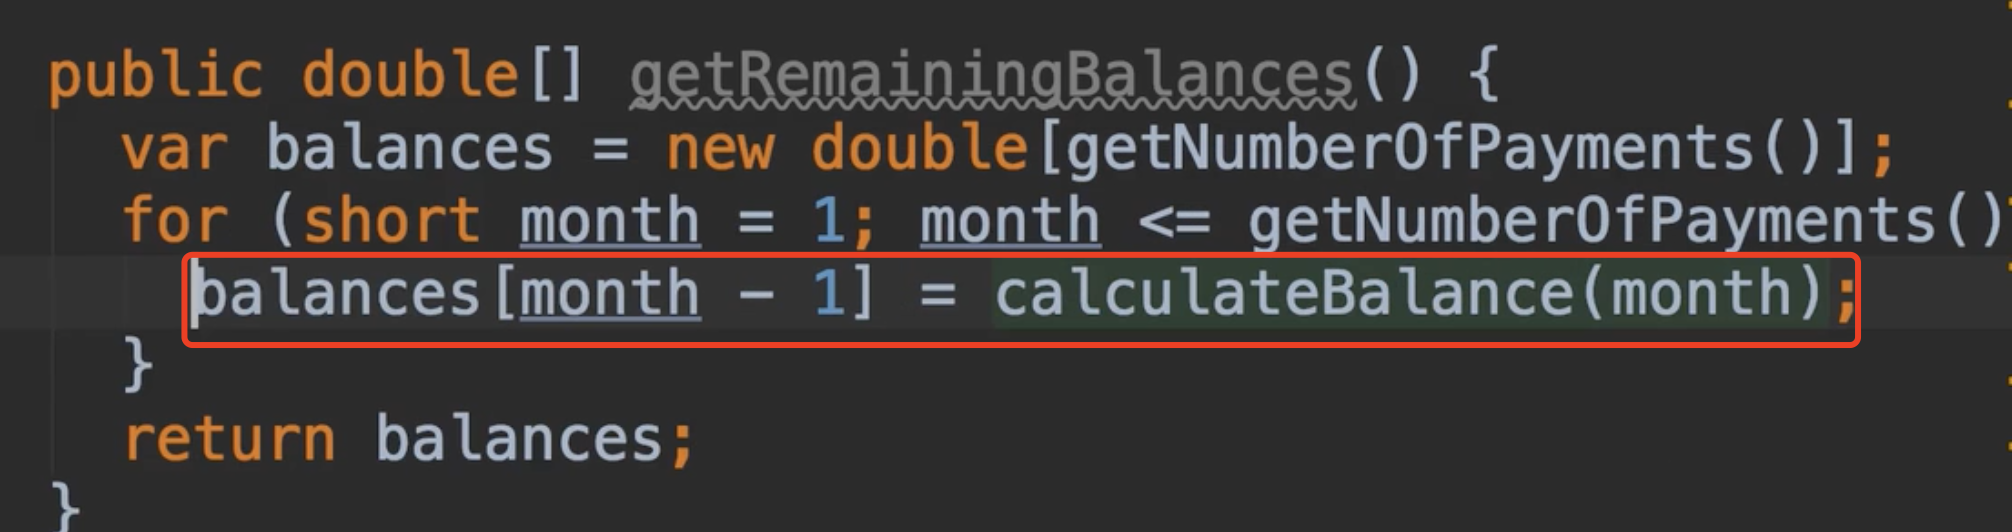 public double[] getRemainingBalances() {
var balances = new double[getNumberOfPayments()];
for (short month = 1; month <= getNumberOfPayments()
balances[month - 1] = calculateBalance(month);
}
return balances;
}